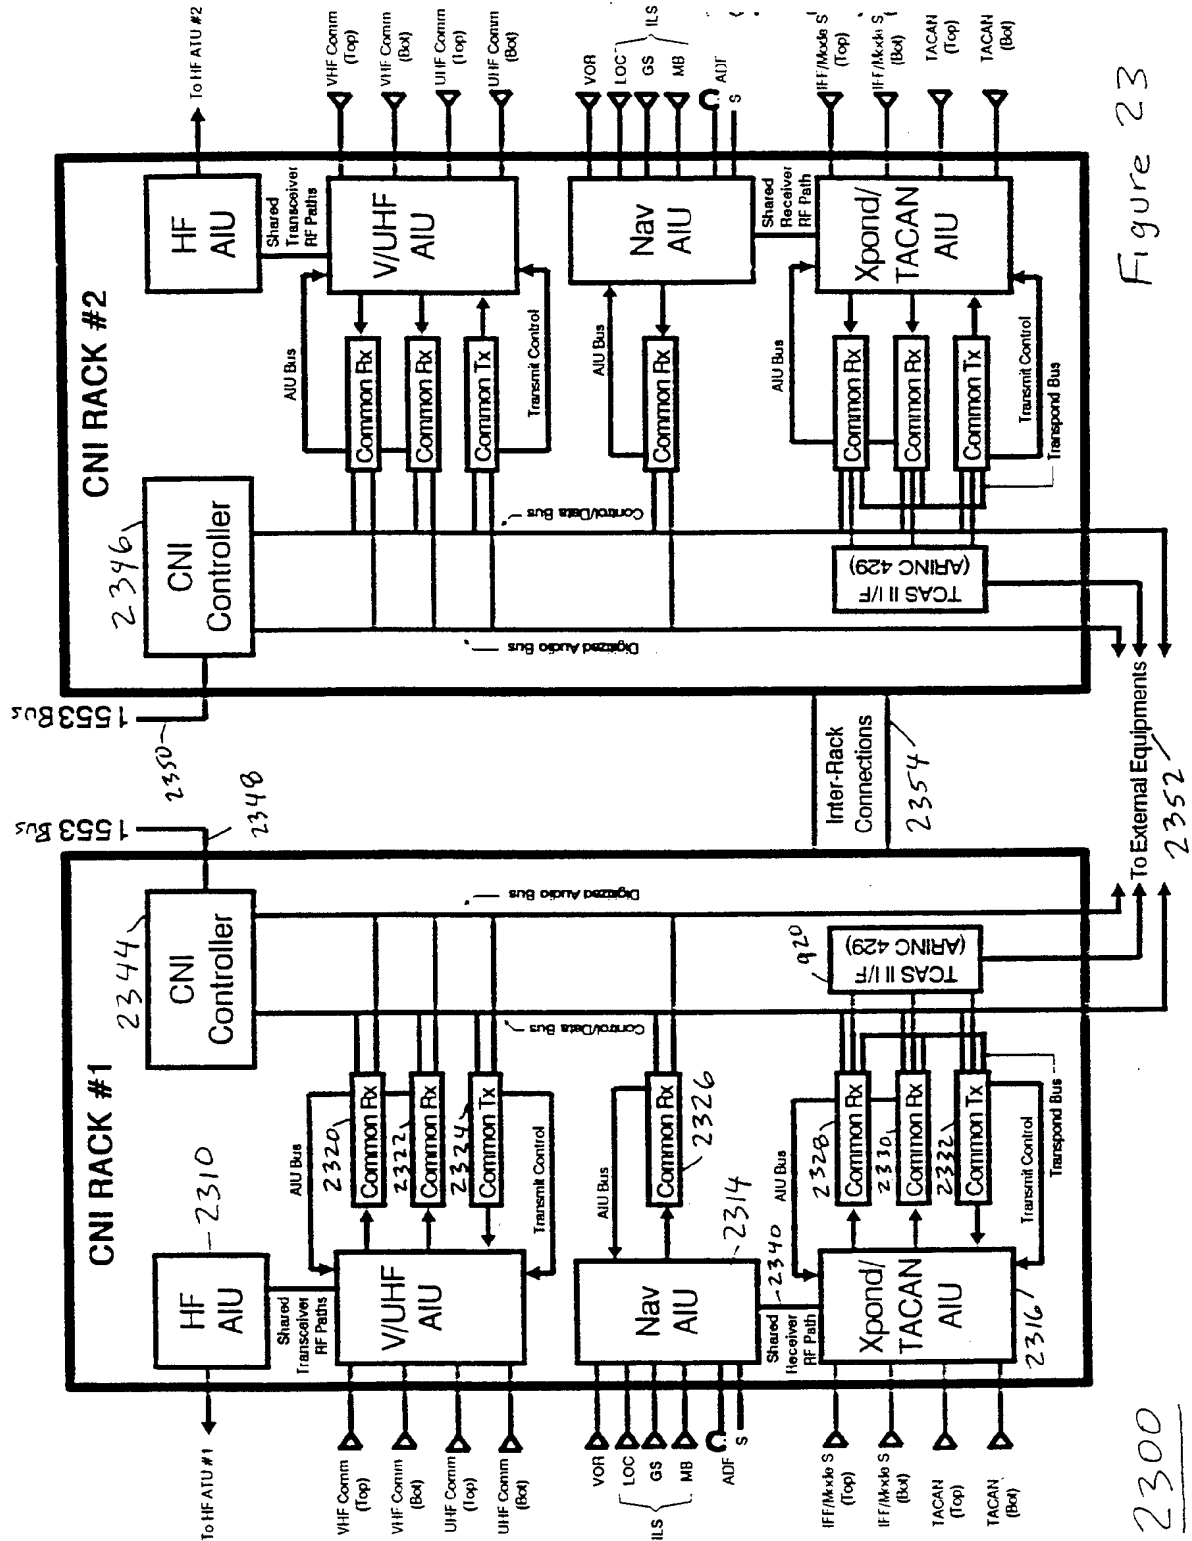 CNI RACK #1
To HF ATU #1
HF
AIU
2310
Shared
Transceiver
RF Paths
VHF Comm
(Top)
VHF Comm
(Bot)
UHF Comm
(Top)
UHF Comm
(Bot)
V/UHF
AIU
AIU Bus
2320
Common Rx
2322
Common Rx
2324
Common Tx
Transmit Control
CNI
Controller
2344
1553 Bus
2348
Digitized Audio Bus
Control/Data Bus
VOR
LOC
GS
MB
ILS
ADF
S
Nav
AIU
2314
AIU Bus
Common Rx
2326
Shared
Receiver
RF Path
2340
IFF/Mode S
(Top)
IFF/Mode S
(Bot)
TACAN
(Top)
TACAN
(Bot)
Xpond/
TACAN
AIU
2316
AIU Bus
2328
Common Rx
2330
Common Rx
2332
Common Tx
Transmit Control
Transpond Bus
TCAS II I/F
(ARINC 429)
920
Inter-Rack
Connections
2354
To External Equipments
2352
CNI RACK #2
1553 Bus
2350
CNI
Controller
2346
To HF ATU #2
HF
AIU
Shared
Transceiver
RF Paths
V/UHF
AIU
VHF Comm
(Top)
VHF Comm
(Bot)
UHF Comm
(Top)
UHF Comm
(Bot)
AIU Bus
Common Rx
Common Rx
Common Tx
Transmit Control
Control/Data Bus
Digitized Audio Bus
AIU Bus
Common Rx
Nav
AIU
VOR
LOC
GS
MB
ILS
ADF
S
Shared
Receiver
RF Path
Xpond/
TACAN
AIU
IFF/Mode S
(Top)
IFF/Mode S
(Bot)
TACAN
(Top)
TACAN
(Bot)
AIU Bus
Common Rx
Common Rx
Common Tx
Transmit Control
Transpond Bus
TCAS II I/F
(ARINC 429)
2300
Figure 23